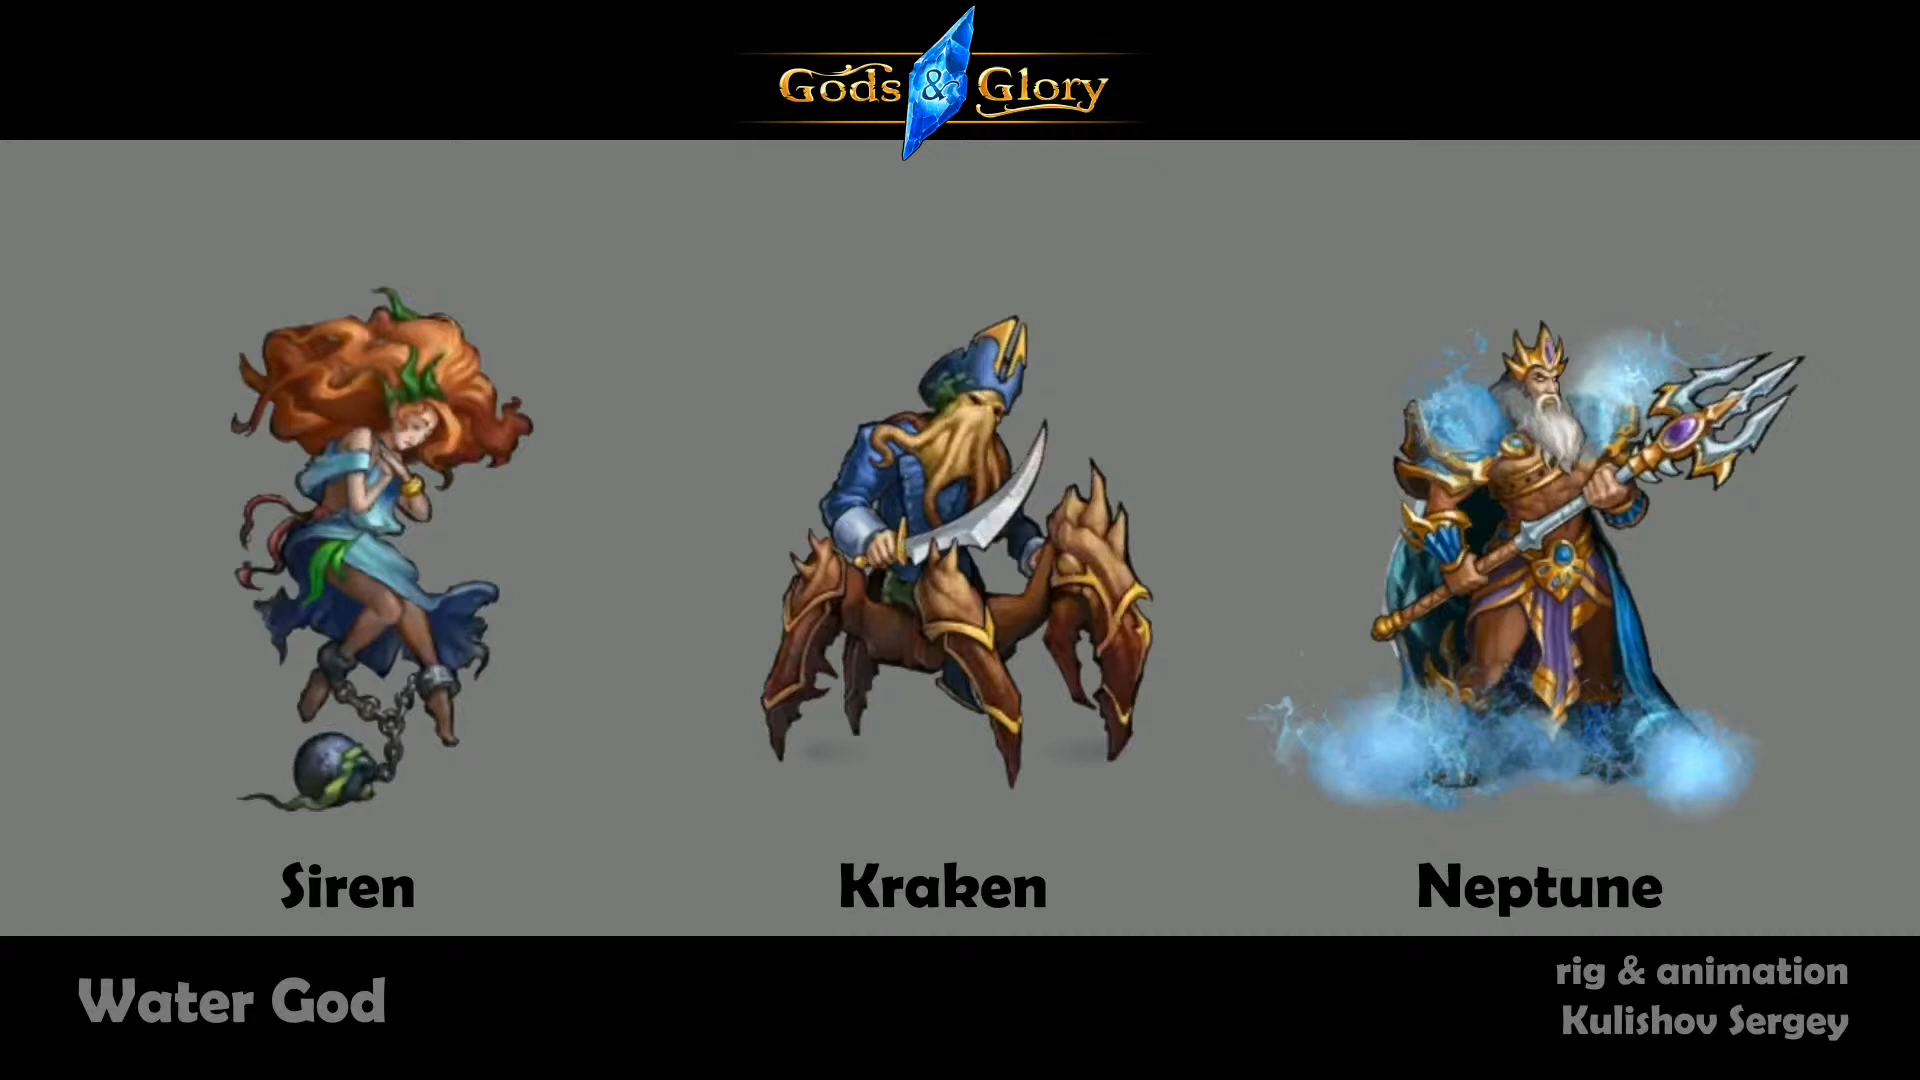 Gods & Glory
Siren
Kraken
Neptune
Water God
rig & animation
Kulishov Sergey